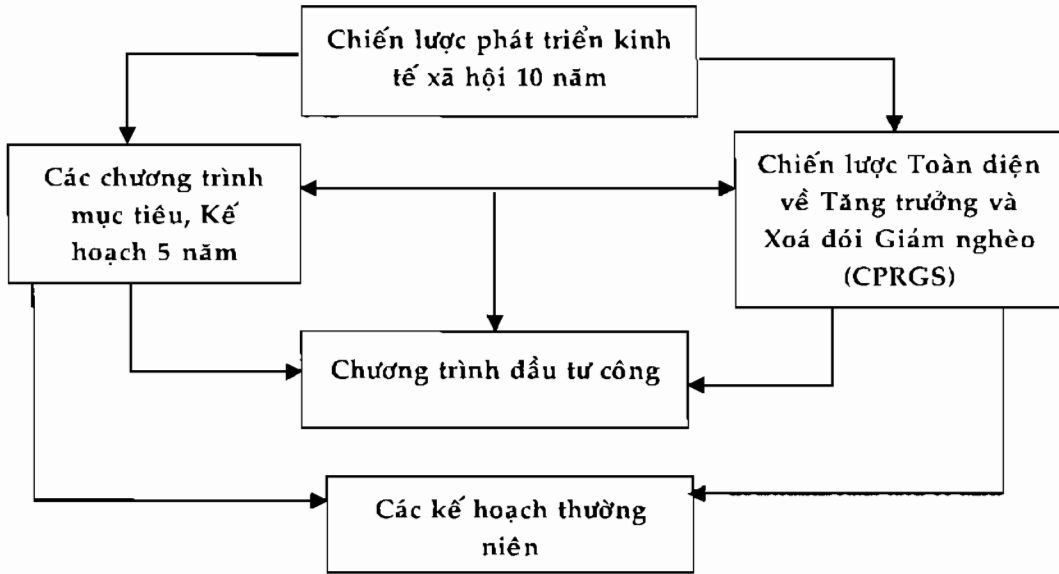 Chiến lược phát triển kinh
tế xã hội 10 năm
Các chương trình
mục tiêu, Kế
hoạch 5 năm
Chiến lược Toàn diện
về Tăng trưởng và
Xoá đói Giảm nghèo
(CPRGS)
Chương trình đầu tư công
Các kế hoạch thường
niên